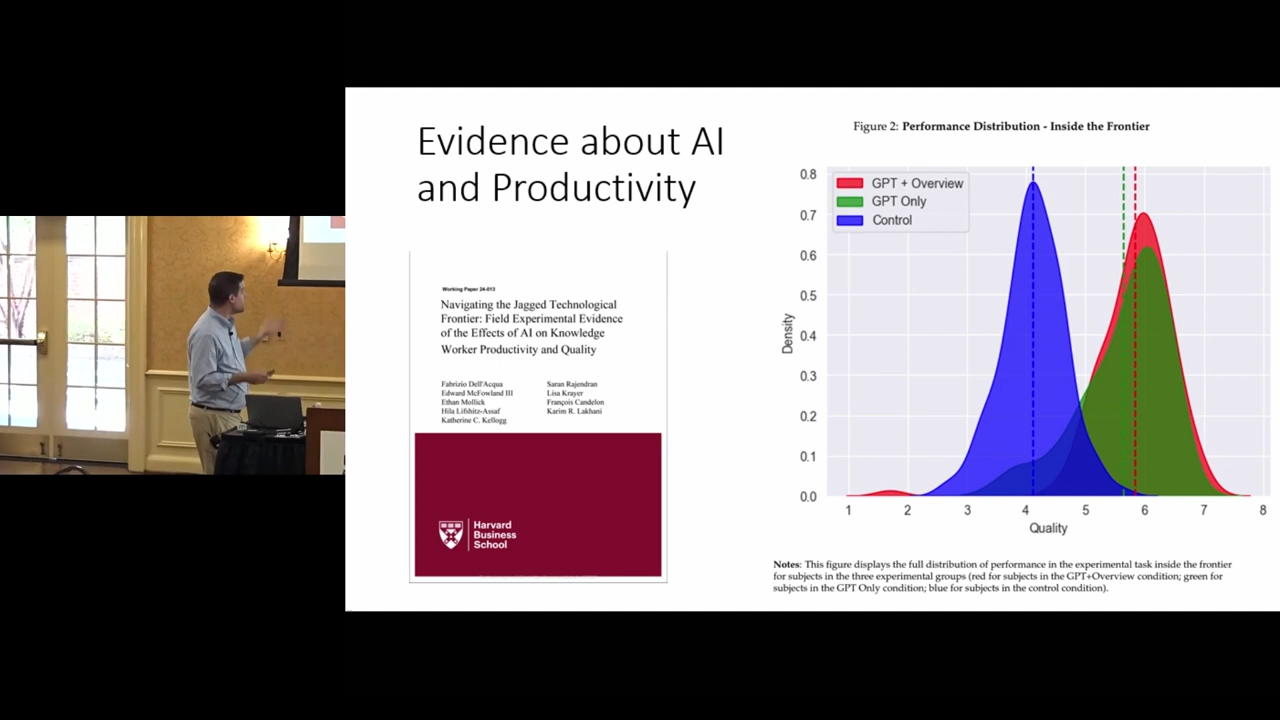 Evidence about AI
and Productivity
Working Paper 24-013
Navigating the Jagged Technological
Frontier: Field Experimental Evidence
of the Effects of AI on Knowledge
Worker Productivity and Quality
Fabrizio Dell'Acqua
Edward McFowland III
Ethan Mollick
Hila Lifshitz-Assaf
Katherine C. Kellogg
Saran Rajendran
Lisa Krayer
François Candelon
Karim R. Lakhani
Harvard
Business
School
Figure 2: Performance Distribution - Inside the Frontier
GPT + Overview
GPT Only
Control
Density
0.8
0.7
0.6
0.5
0.4
0.3
0.2
0.1
0.0
1 2 3 4 5 6 7 8
Quality
Notes: This figure displays the full distribution of performance in the experimental task inside the frontier
for subjects in the three experimental groups (red for subjects in the GPT+Overview condition; green for
subjects in the GPT Only condition; blue for subjects in the control condition).